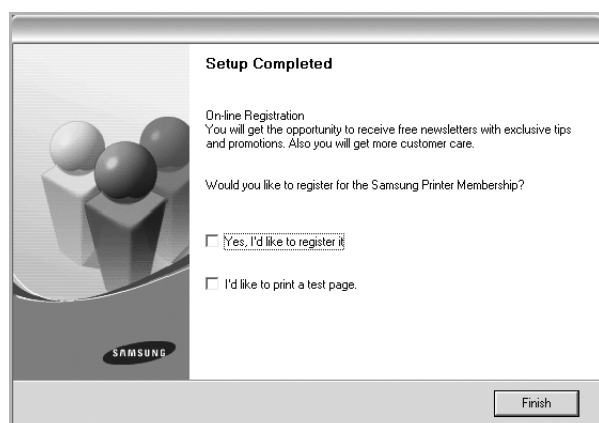 Setup Completed
On-line Registration
You will get the opportunity to receive free newsletters with exclusive tips
and promotions. Also you will get more customer care.
Would you like to register for the Samsung Printer Membership?
Yes, I'd like to register it
I'd like to print a test page.
SAMSUNG
Finish